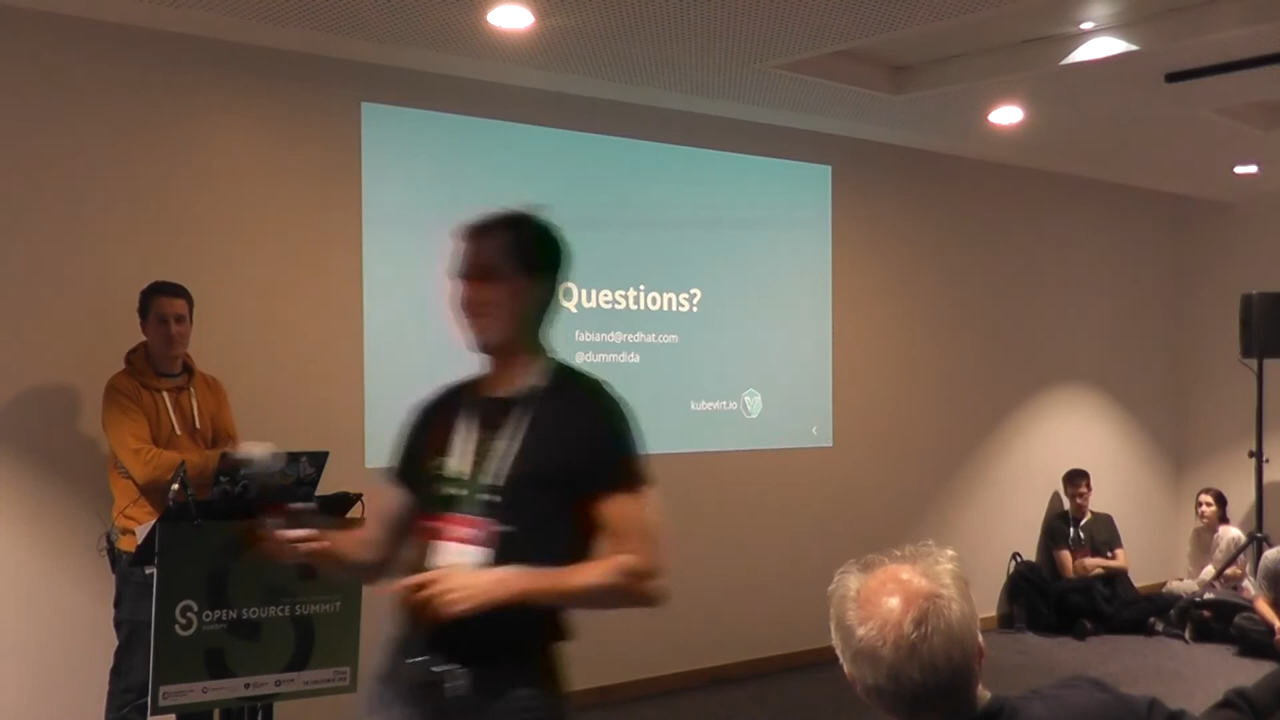 Questions?
fabiand@redhat.com
@dummdida
kubevirt.io
OPEN SOURCE SUMMIT